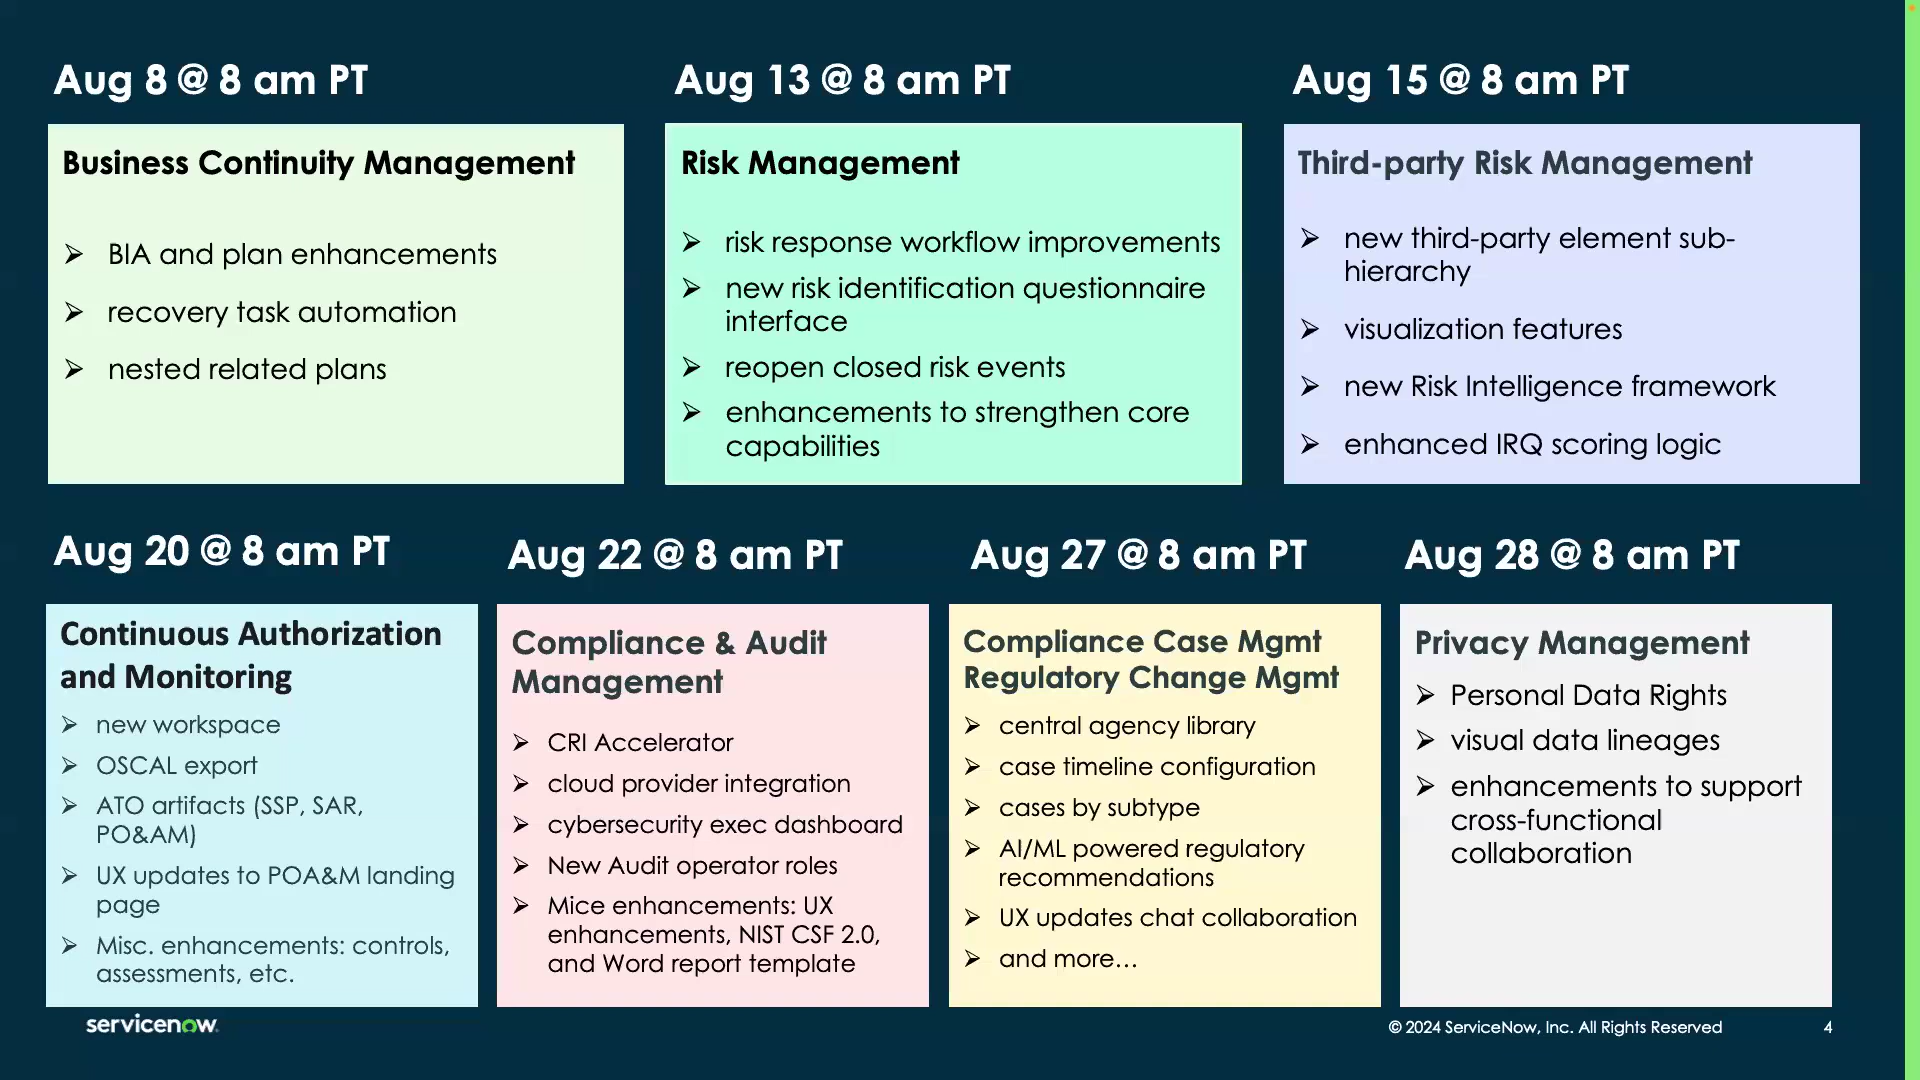 Aug 8 @ 8 am PT
Business Continuity Management
➢ BIA and plan enhancements
➢ recovery task automation
➢ nested related plans
Aug 13 @ 8 am PT
Risk Management
➢ risk response workflow improvements
➢ new risk identification questionnaire
interface
➢ reopen closed risk events
➢ enhancements to strengthen core
capabilities
Aug 15 @ 8 am PT
Third-party Risk Management
➢ new third-party element sub-
hierarchy
➢ visualization features
➢ new Risk Intelligence framework
➢ enhanced IRQ scoring logic
Aug 20 @ 8 am PT
Continuous Authorization
and Monitoring
➢ new workspace
➢ OSCAL export
➢ ATO artifacts (SSP, SAR,
PO&AM)
➢ UX updates to POA&M landing
page
➢ Misc. enhancements: controls,
assessments, etc.
Aug 22 @ 8 am PT
Compliance & Audit
Management
➢ CRI Accelerator
➢ cloud provider integration
➢ cybersecurity exec dashboard
➢ New Audit operator roles
➢ Mice enhancements: UX
enhancements, NIST CSF 2.0,
and Word report template
Aug 27 @ 8 am PT
Compliance Case Mgmt
Regulatory Change Mgmt
➢ central agency library
➢ case timeline configuration
➢ cases by subtype
➢ AI/ML powered regulatory
recommendations
➢ UX updates chat collaboration
➢ and more…
Aug 28 @ 8 am PT
Privacy Management
➢ Personal Data Rights
➢ visual data lineages
➢ enhancements to support
cross-functional
collaboration
servicenow.
© 2024 ServiceNow, Inc. All Rights Reserved
4